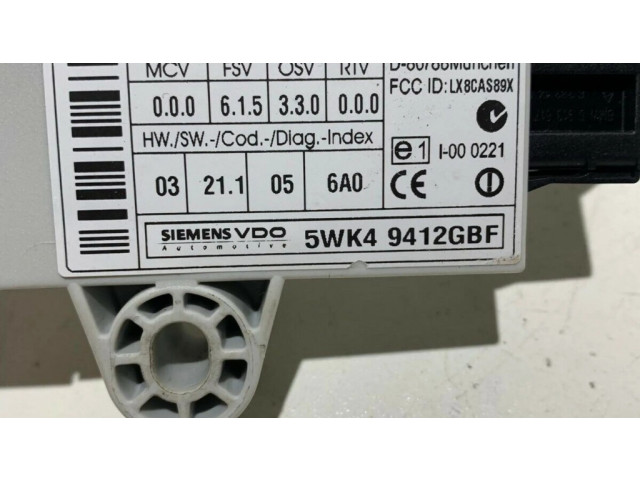 D-80788München
MCV FSV OSV RTV
FCC ID: LX8CAS89X
0.0.0 6.1.5 3.3.0 0.0.0
HW./SW.-/Cod.-/Diag.-Index
e1 I-00 0221
03 21.1 05 6A0
CE
SIEMENS VDO
Automotive
5WK4 9412GBF